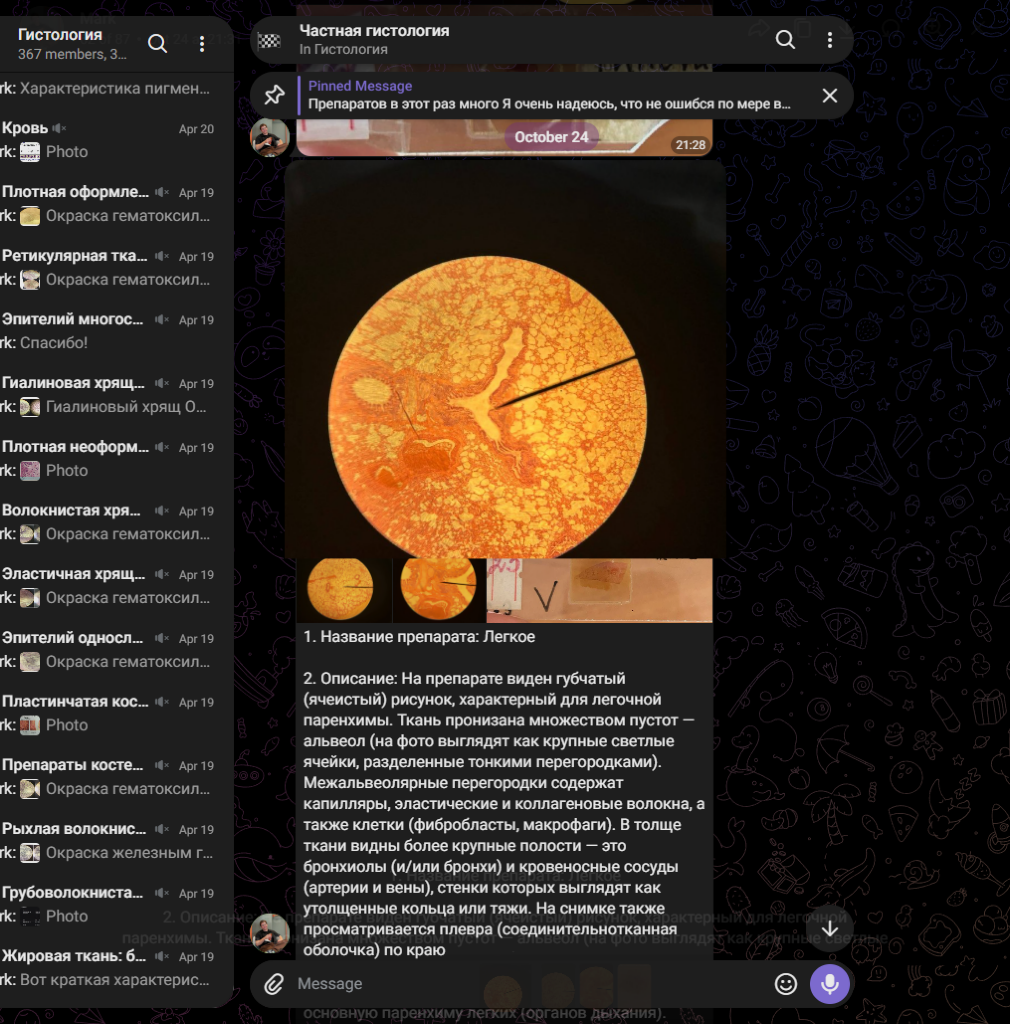 Гистология
367 members, 3...
rk: Характеристика пигмен...
Кровь
Apr 20
rk: Photo
Плотная оформле...
Apr 19
rk: Окраска гематоксил...
Ретикулярная тка...
Apr 19
rk: Окраска гематоксил...
Эпителий многос...
Apr 19
rk: Спасибо!
Гиалиновая хрящ...
Apr 19
rk: Гиалиновый хрящ О...
Плотная неоформ...
Apr 19
rk: Photo
Волокнистая хря...
Apr 19
rk: Окраска гематоксил...
Эластичная хрящ...
Apr 19
rk: Окраска гематоксил...
Эпителий односл...
Apr 19
rk: Окраска гематоксил...
Пластинчатая кос...
Apr 19
rk: Photo
Препараты косте...
Apr 19
rk: Окраска гематоксил...
Рыхлая волокнис...
Apr 19
rk: Окраска железным г...
Грубоволокниста...
Apr 19
rk: Photo
Жировая ткань: б...
Apr 19
rk: Вот краткая характерис...
Частная гистология
In Гистология
Pinned Message
Препаратов в этот раз много Я очень надеюсь, что не ошибся по мере в...
October 24
21:28
1. Название препарата: Легкое
2. Описание: На препарате виден губчатый
(ячеистый) рисунок, характерный для легочной
паренхимы. Ткань пронизана множеством пустот —
альвеол (на фото выглядят как крупные светлые
ячейки, разделенные тонкими перегородками).
Межальвеолярные перегородки содержат
капилляры, эластические и коллагеновые волокна, а
также клетки (фибробласты, макрофаги). В толще
ткани видны более крупные полости — это
бронхиолы (и/или бронхи) и кровеносные сосуды
(артерии и вены), стенки которых выглядят как
утолщенные кольца или тяжи. На снимке также
просматривается плевра (соединительнотканная
оболочка) по краю
Message
основную паренхиму легких (органов дыхания).